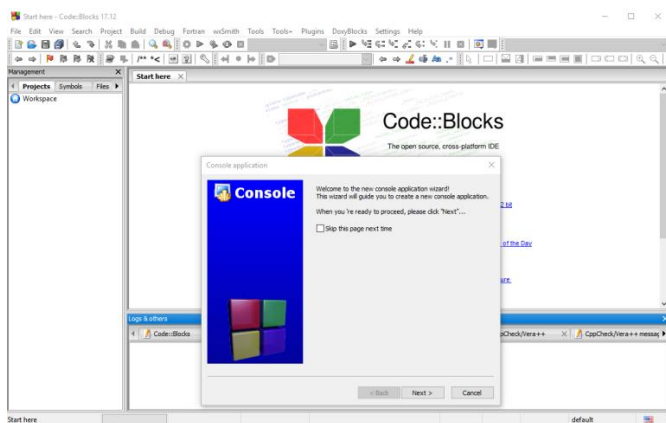 Start here - Code::Blocks 17.12
File Edit View Search Project Build Debug Fortran wxSmith Tools Tools+ Plugins DoxyBlocks Settings Help
Management
Start here
Projects Symbols Files
Workspace
Code::Blocks
The open source, cross-platform IDE
Console application
Console
Welcome to the new console application wizard!
This wizard will guide you to create a new console application.
When you 're ready to proceed, please click "Next"...
Skip this page next time
of the Day
Logs & others
Code::Blocks
CppCheck/Vera++ messag
< Back Next > Cancel
Start here default